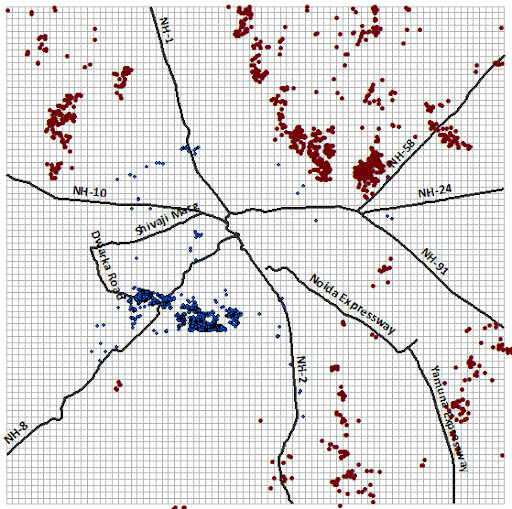 NH-1
NH-58
NH-10
NH-24
Shivaji Marg
Dwarka Road
NH-91
Noida Expressway
NH-2
Yamuna Expressway
NH-8